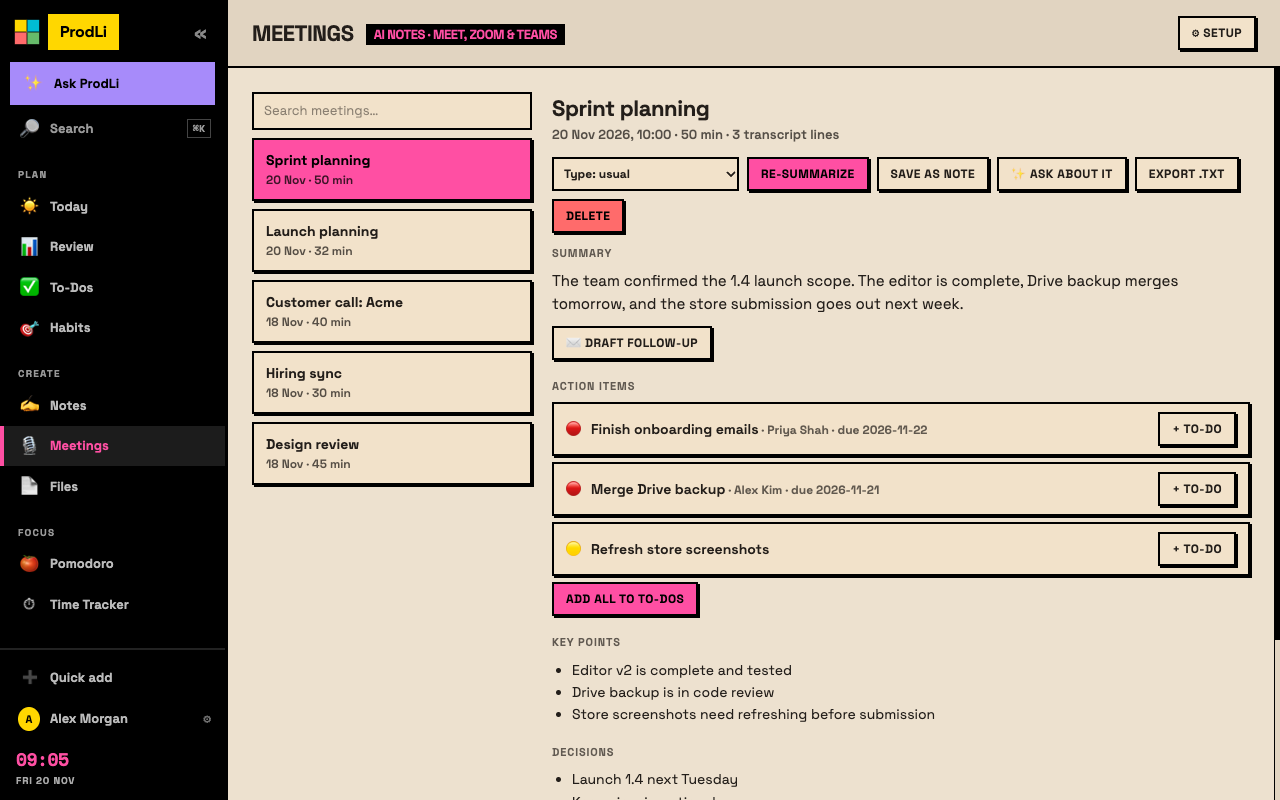 ProdLi
«
Ask ProdLi
Search
⌘K
PLAN
Today
Review
To-Dos
Habits
CREATE
Notes
Meetings
Files
FOCUS
Pomodoro
Time Tracker
Quick add
A
Alex Morgan
09:05
FRI 20 NOV
MEETINGS
AI NOTES · MEET, ZOOM & TEAMS
SETUP
Search meetings…
Sprint planning
20 Nov · 50 min
Launch planning
20 Nov · 32 min
Customer call: Acme
18 Nov · 40 min
Hiring sync
18 Nov · 30 min
Design review
18 Nov · 45 min
Sprint planning
20 Nov 2026, 10:00 · 50 min · 3 transcript lines
Type: usual
RE-SUMMARIZE
SAVE AS NOTE
ASK ABOUT IT
EXPORT .TXT
DELETE
SUMMARY
The team confirmed the 1.4 launch scope. The editor is complete, Drive backup merges
tomorrow, and the store submission goes out next week.
DRAFT FOLLOW-UP
ACTION ITEMS
Finish onboarding emails · Priya Shah · due 2026-11-22
+ TO-DO
Merge Drive backup · Alex Kim · due 2026-11-21
+ TO-DO
Refresh store screenshots
+ TO-DO
ADD ALL TO TO-DOS
KEY POINTS
• Editor v2 is complete and tested
• Drive backup is in code review
• Store screenshots need refreshing before submission
DECISIONS
• Launch 1.4 next Tuesday